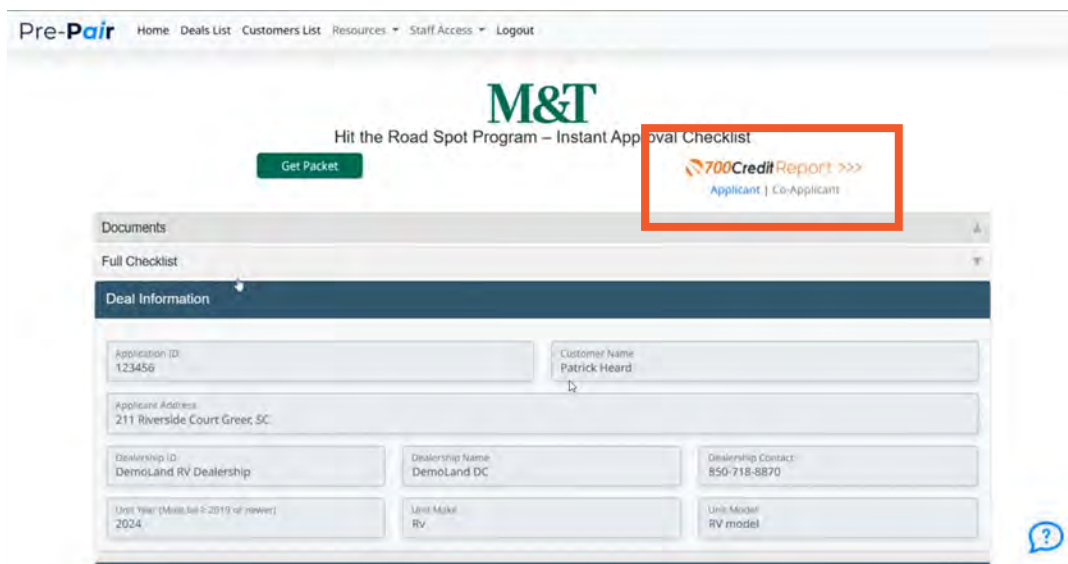 Pre-Pair Home Deals List Customers List Resources Staff Access Logout
M&T
Hit the Road Spot Program – Instant Approval Checklist
Get Packet
700CreditReport >>>
Applicant | Co-Applicant
Documents
Full Checklist
Deal Information
Application ID
123456
Customer Name
Patrick Heard
Applicant Address
211 Riverside Court Greer, SC
Dealership ID
DemoLand RV Dealership
Dealership Name
DemoLand DC
Dealership Contact
850-718-8870
Unit Year (Must be ≥ 2019 or newer)
2024
Unit Make
Rv
Unit Model
RV model
?